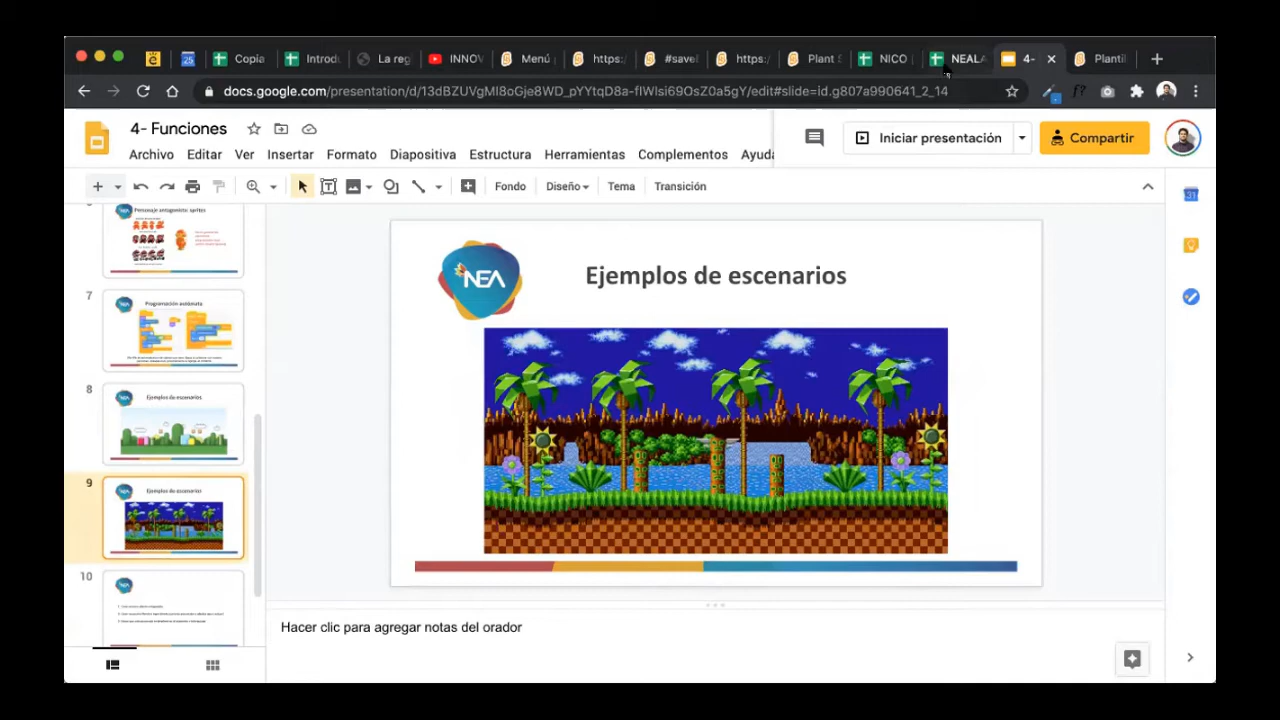 Copia
Introdu
La reg
INNOV
Menú
https:/
#savel
https:/
Plant S
NICO
NEALA
4-
Plantil
docs.google.com/presentation/d/13dBZUVgMI8oGje8WD_pYYtqD8a-fIWIsi69OsZ0a5gY/edit#slide=id.g807a990641_2_14
4- Funciones
Archivo Editar Ver Insertar Formato Diapositiva Estructura Herramientas Complementos Ayuda
Iniciar presentación
Compartir
Fondo Diseño Tema Transición
Personaje antagonista: sprites
7
Programación autómata
8
Ejemplos de escenarios
9
Ejemplos de escenarios
10
NEA
Ejemplos de escenarios
Hacer clic para agregar notas del orador